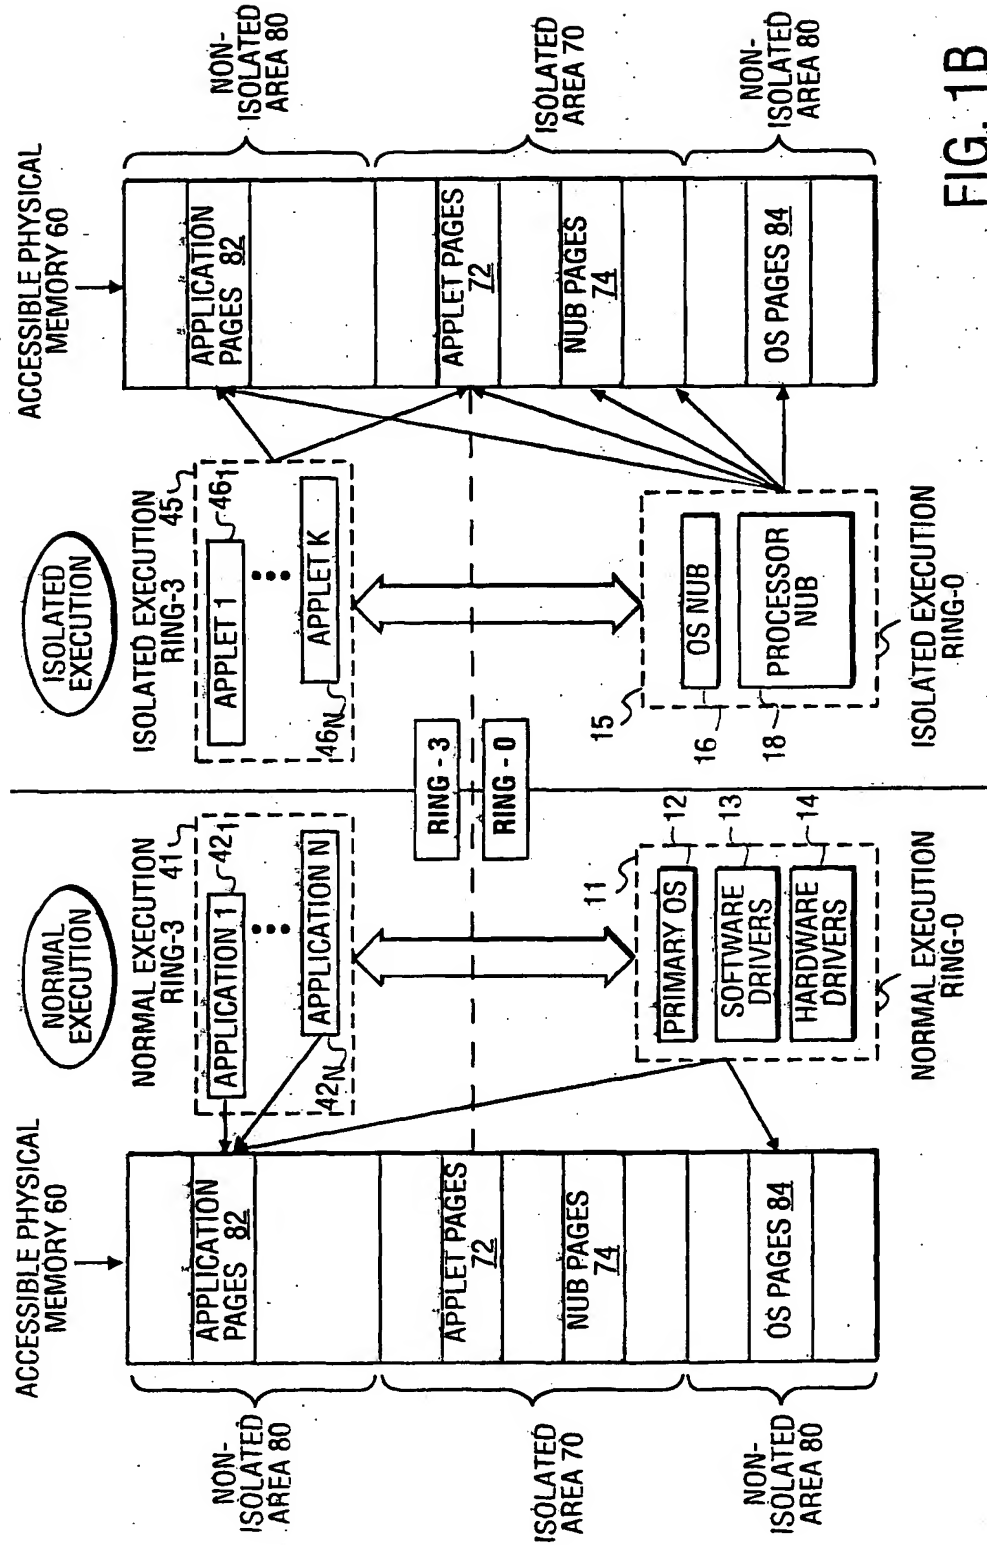 ACCESSIBLE PHYSICAL
MEMORY 60
NON-
ISOLATED
AREA 80
ISOLATED
AREA 70
NON-
ISOLATED
AREA 80
APPLICATION
PAGES 82
APPLET PAGES
72
NUB PAGES
74
OS PAGES 84
NORMAL
EXECUTION
NORMAL EXECUTION
RING-3
41
APPLICATION 1
42₁
APPLICATION N
42N
11
PRIMARY OS
12
SOFTWARE
DRIVERS
13
HARDWARE
DRIVERS
14
NORMAL EXECUTION
RING-0
RING - 3
RING - 0
ISOLATED
EXECUTION
ISOLATED EXECUTION
RING-3
45
APPLET 1
46₁
APPLET K
46N
15
OS NUB
16
PROCESSOR
NUB
18
ISOLATED EXECUTION
RING-0
ACCESSIBLE PHYSICAL
MEMORY 60
APPLICATION
PAGES 82
APPLET PAGES
72
NUB PAGES
74
OS PAGES 84
NON-
ISOLATED
AREA 80
ISOLATED
AREA 70
NON-
ISOLATED
AREA 80
FIG. 1B